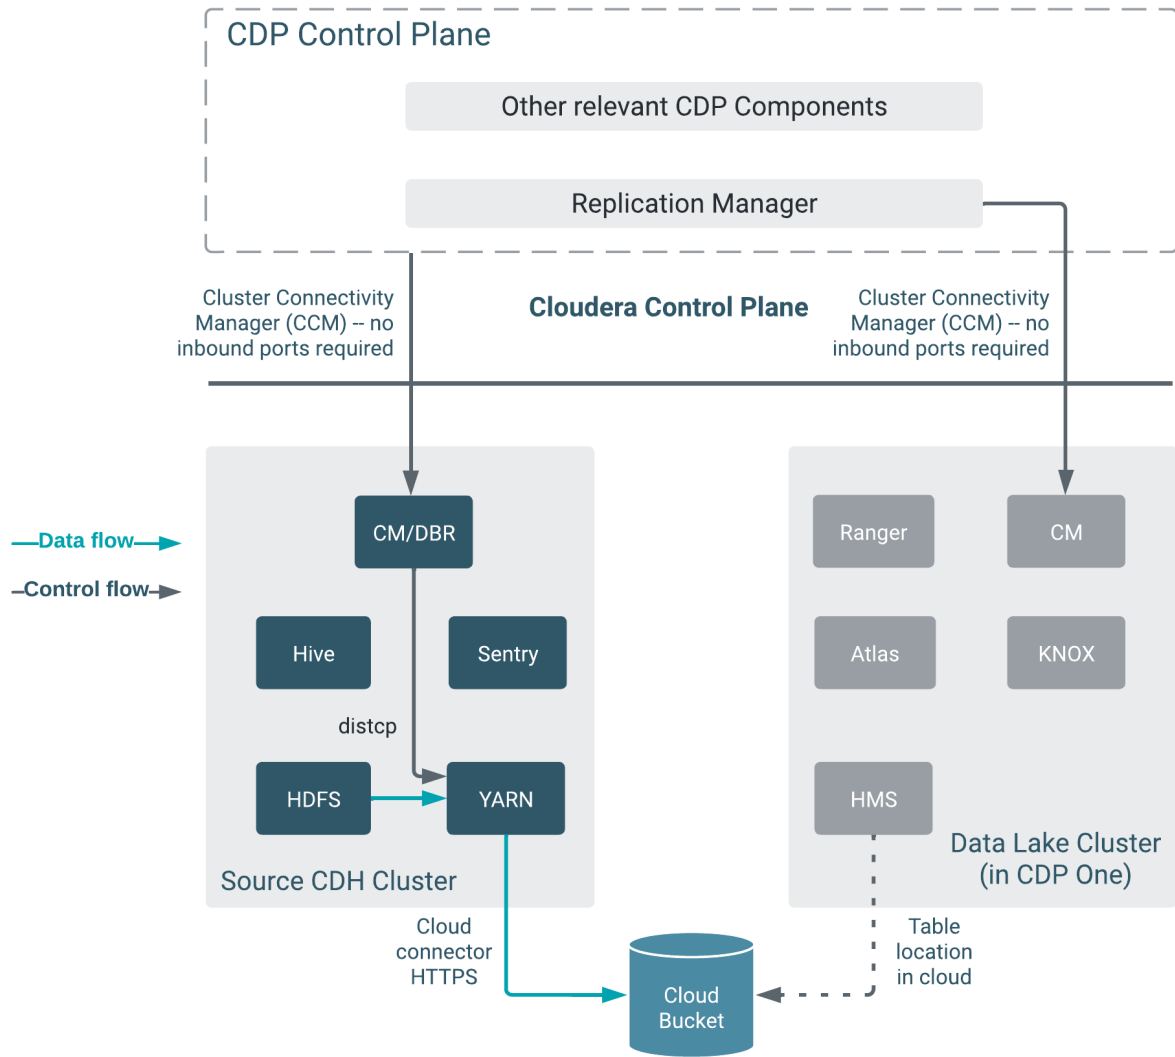 CDP Control Plane
Other relevant CDP Components
Replication Manager
Cluster Connectivity
Manager (CCM) -- no
inbound ports required
Cloudera Control Plane
Cluster Connectivity
Manager (CCM) -- no
inbound ports required
Data flow
Control flow
CM/DBR
Hive
Sentry
distcp
HDFS
YARN
Source CDH Cluster
Ranger
CM
Atlas
KNOX
HMS
Data Lake Cluster
(in CDP One)
Cloud
connector
HTTPS
Cloud
Bucket
Table
location
in cloud